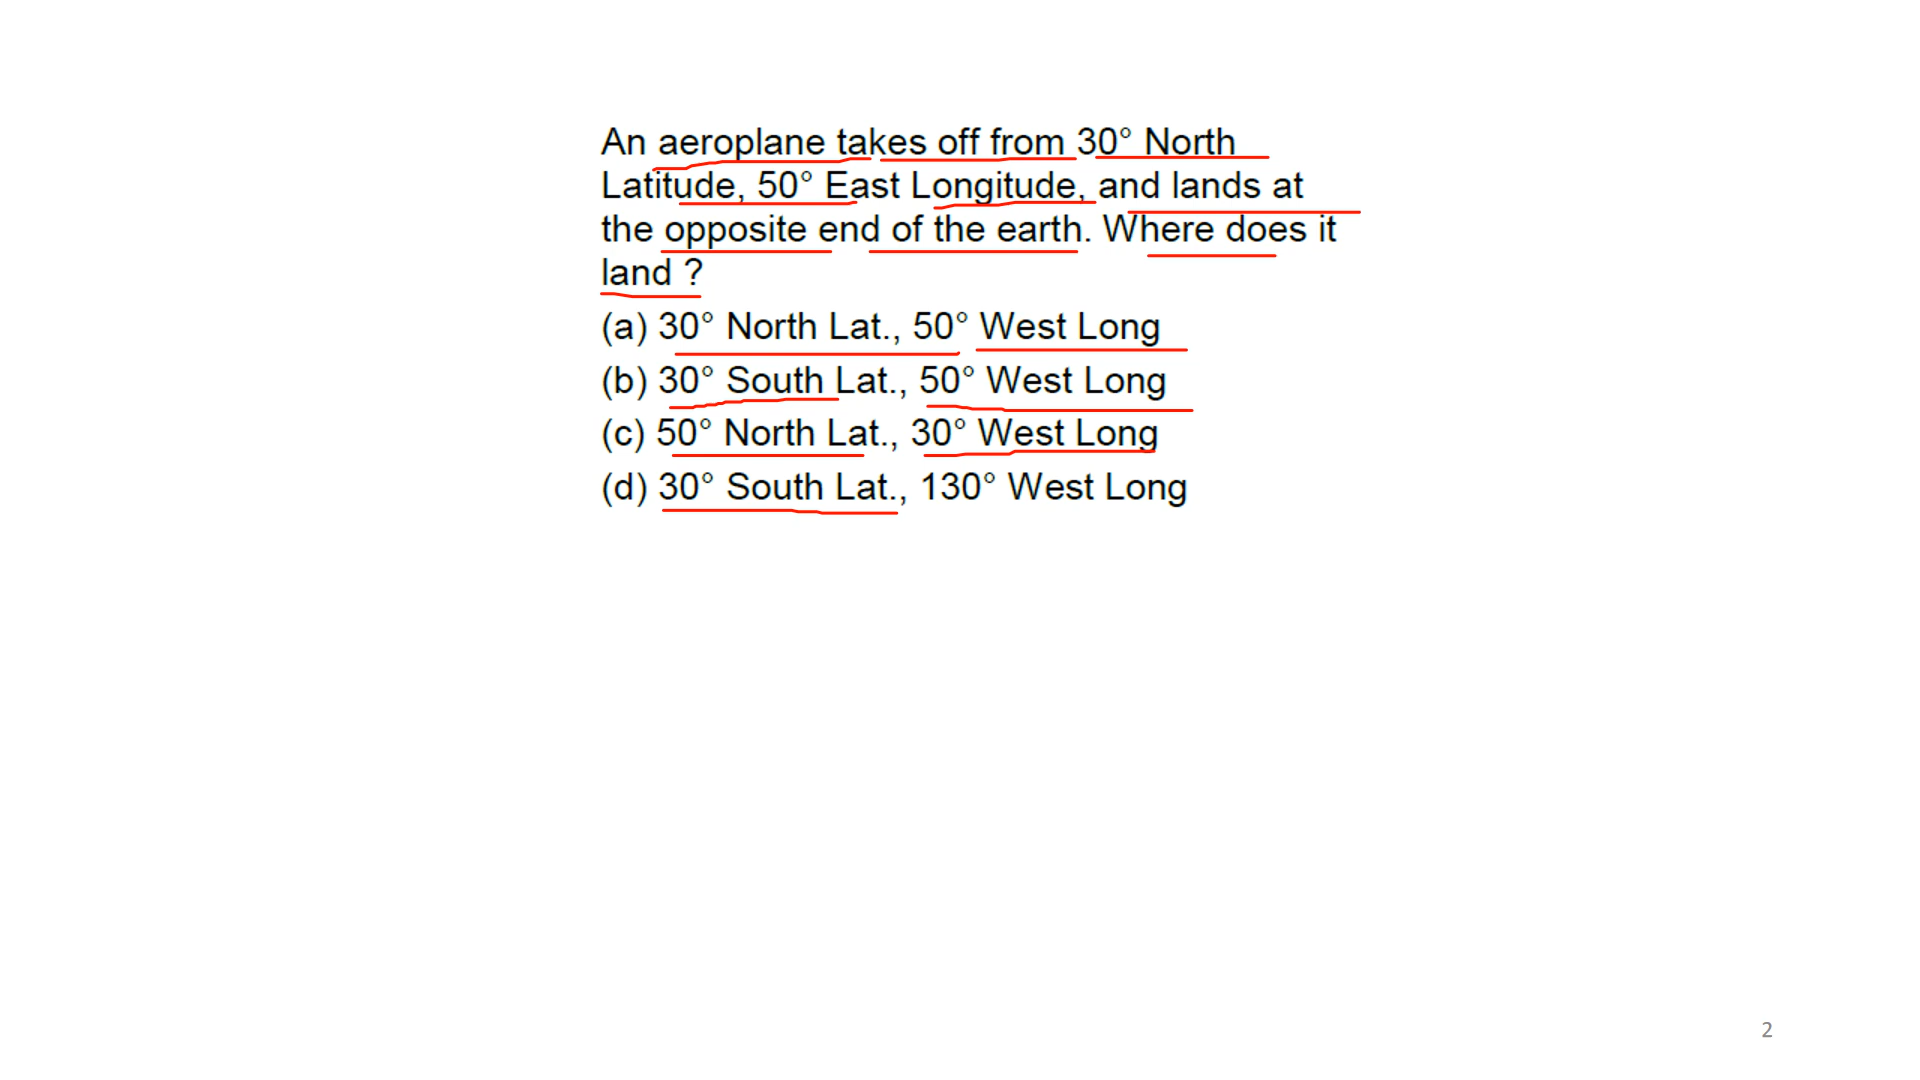 An aeroplane takes off from 30° North
Latitude, 50° East Longitude, and lands at
the opposite end of the earth. Where does it
land ?
(a) 30° North Lat., 50° West Long
(b) 30° South Lat., 50° West Long
(c) 50° North Lat., 30° West Long
(d) 30° South Lat., 130° West Long
2